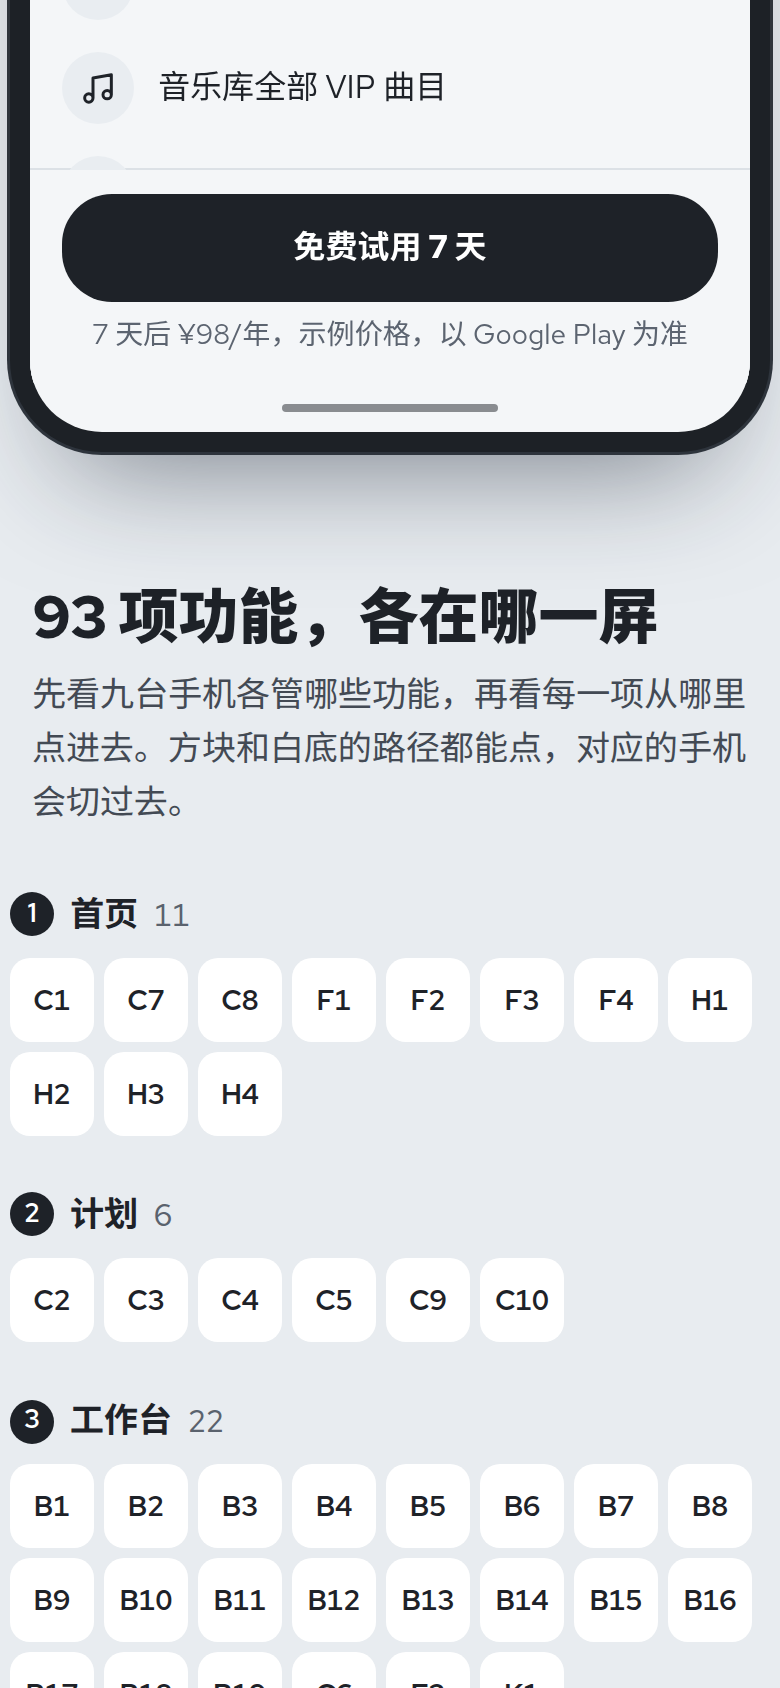 音乐库全部 VIP 曲目
免费试用 7 天
7 天后 ¥98/年，示例价格，以 Google Play 为准
93 项功能，各在哪一屏
先看九台手机各管哪些功能，再看每一项从哪里
点进去。方块和白底的路径都能点，对应的手机
会切过去。
1 首页 11
C1 C7 C8 F1 F2 F3 F4 H1
H2 H3 H4
2 计划 6
C2 C3 C4 C5 C9 C10
3 工作台 22
B1 B2 B3 B4 B5 B6 B7 B8
B9 B10 B11 B12 B13 B14 B15 B16